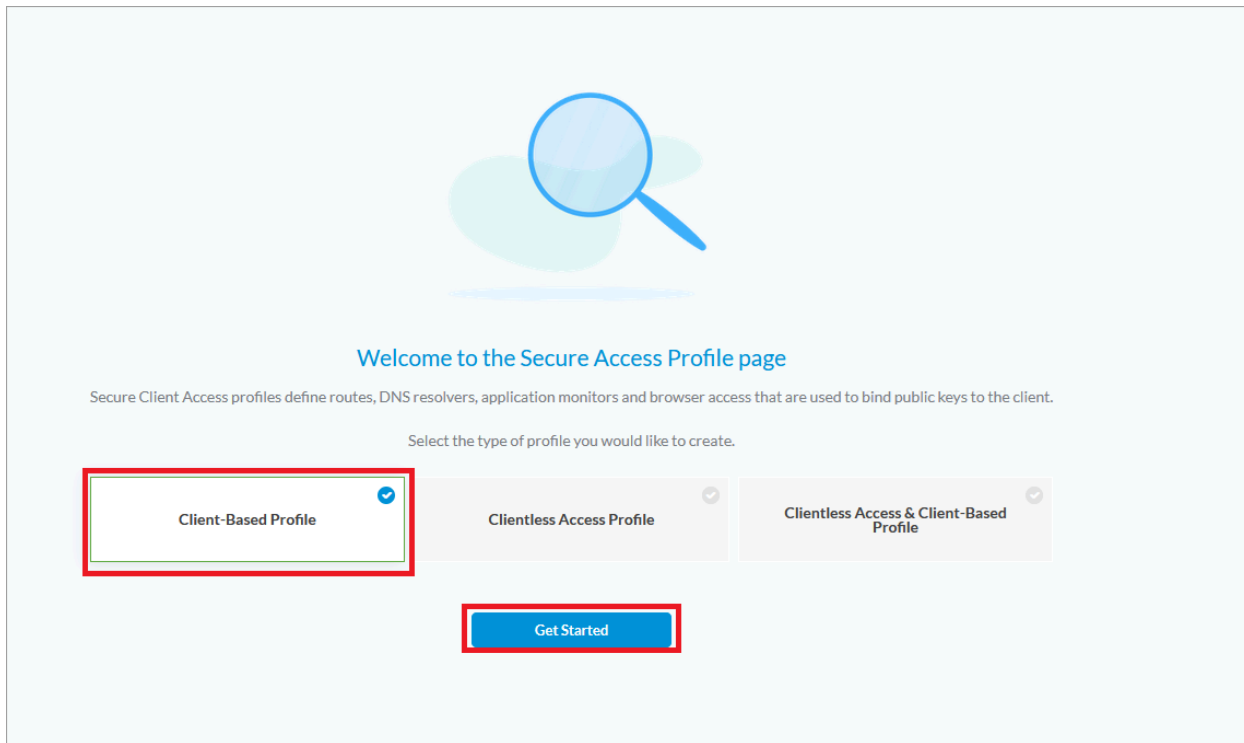 Welcome to the Secure Access Profile page
Secure Client Access profiles define routes, DNS resolvers, application monitors and browser access that are used to bind public keys to the client.
Select the type of profile you would like to create.
Client-Based Profile
Clientless Access Profile
Clientless Access & Client-Based
Profile
Get Started